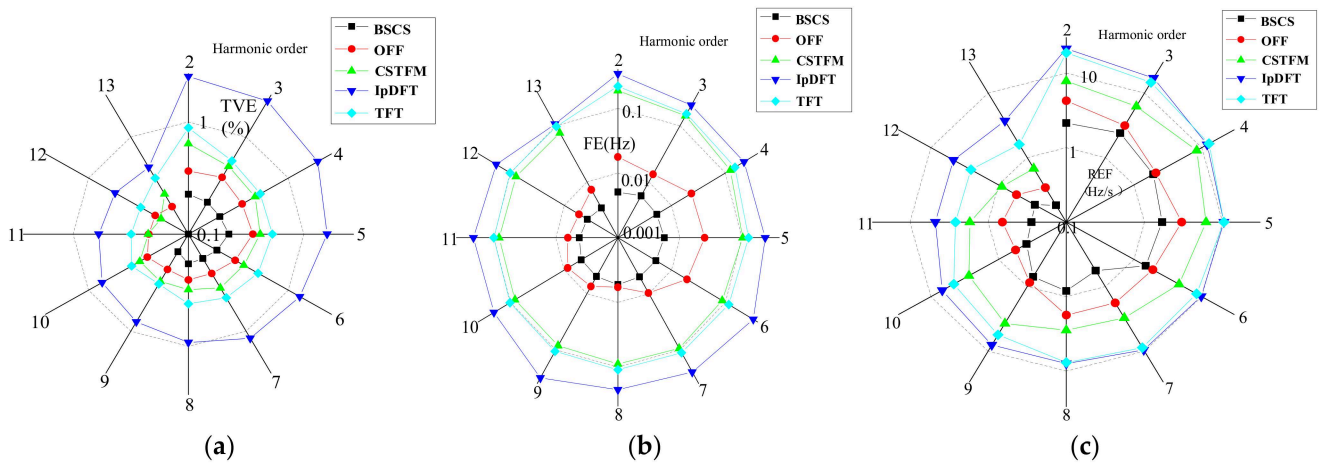 BSCS
OFF
CSTFM
IpDFT
TFT
Harmonic order
2
3
4
5
6
7
8
9
10
11
12
13
TVE
(%)
1
0.1
(a)
BSCS
OFF
CSTFM
IpDFT
TFT
Harmonic order
2
3
4
5
6
7
8
9
10
11
12
13
0.1
FE(Hz)
0.01
0.001
(b)
BSCS
OFF
CSTFM
IpDFT
TFT
Harmonic order
2
3
4
5
6
7
8
9
10
11
12
13
10
1
REF
(Hz/s )
0.1
(c)